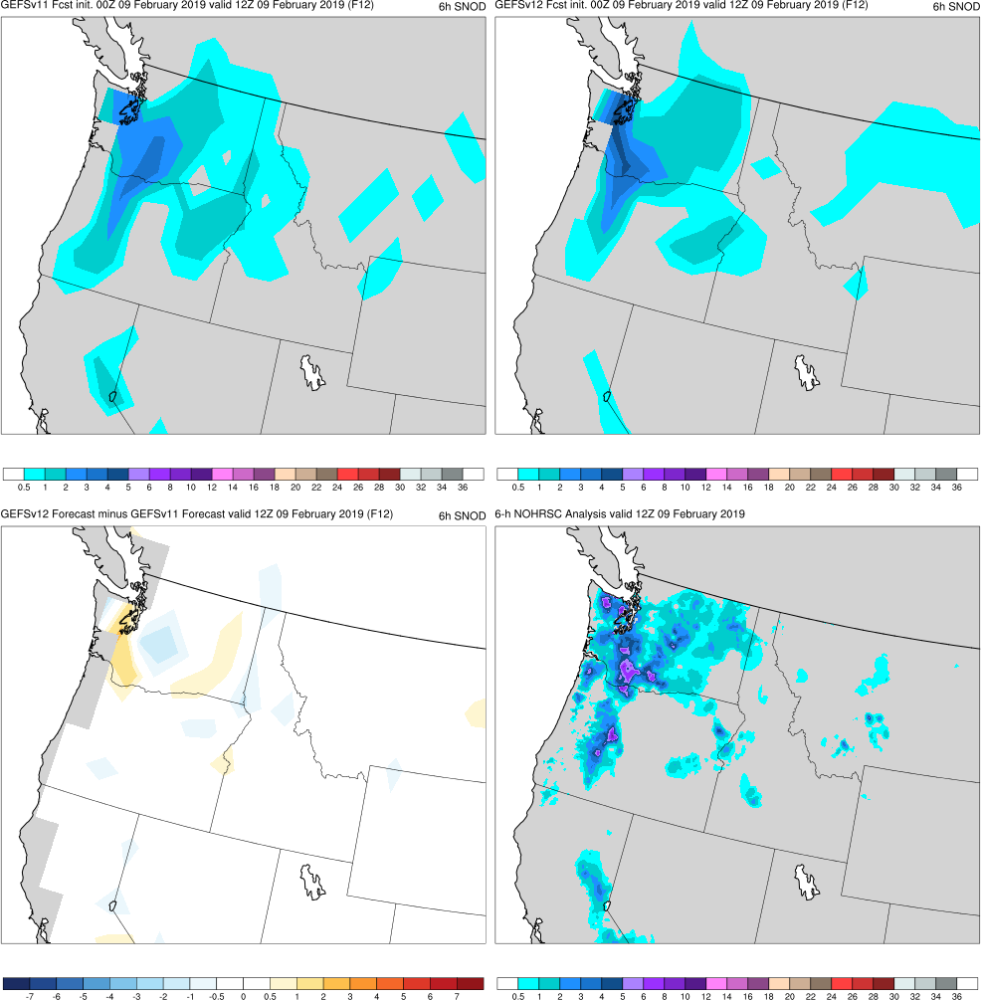 GEFSv11 Fcst init. 00Z 09 February 2019 valid 12Z 09 February 2019 (F12) 6h SNOD
GEFSv12 Fcst init. 00Z 09 February 2019 valid 12Z 09 February 2019 (F12) 6h SNOD
0.5 1 2 3 4 5 6 8 10 12 14 16 18 20 22 24 26 28 30 32 34 36
0.5 1 2 3 4 5 6 8 10 12 14 16 18 20 22 24 26 28 30 32 34 36
GEFSv12 Forecast minus GEFSv11 Forecast valid 12Z 09 February 2019 (F12) 6h SNOD
6-h NOHRSC Analysis valid 12Z 09 February 2019
-7 -6 -5 -4 -3 -2 -1 -0.5 0 0.5 1 2 3 4 5 6 7
0.5 1 2 3 4 5 6 8 10 12 14 16 18 20 22 24 26 28 30 32 34 36